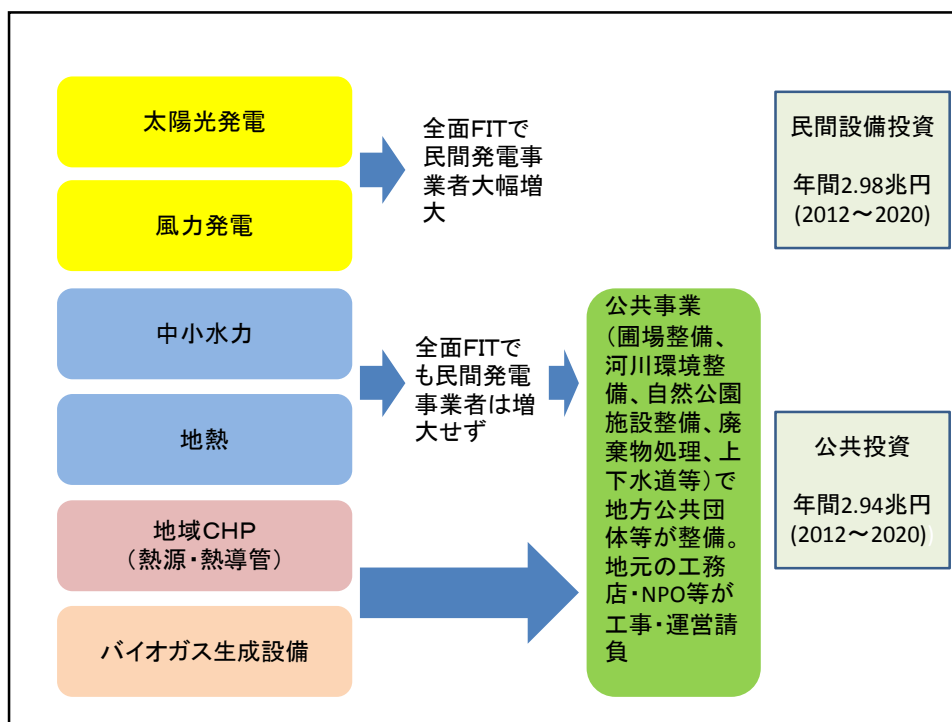 太陽光発電
風力発電
全面FITで
民間発電事
業者大幅増
大
民間設備投資
年間2.98兆円
(2012～2020)
中小水力
地熱
全面FITで
も民間発電
事業者は増
大せず
地域CHP
（熱源・熱導管）
バイオガス生成設備
公共事業
（圃場整備、
河川環境整
備、自然公園
施設整備、廃
棄物処理、上
下水道等）で
地方公共団
体等が整備。
地元の工務
店・NPO等が
工事・運営請
負
公共投資
年間2.94兆円
(2012～2020)